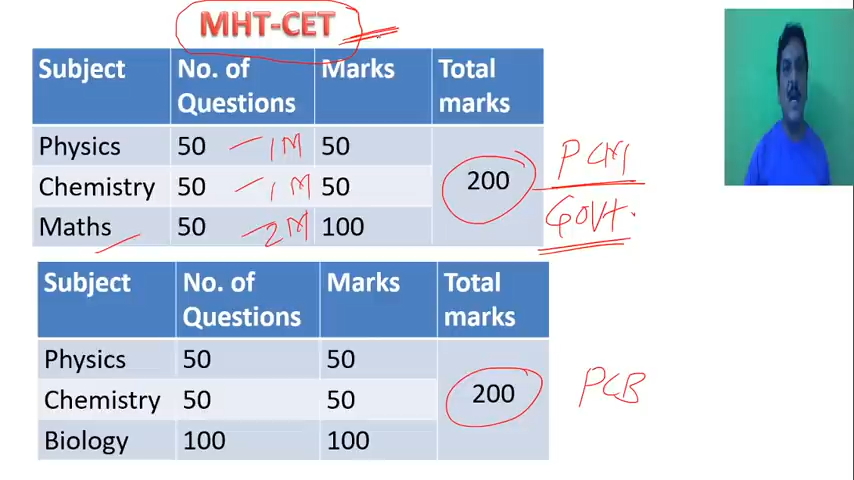 MHT-CET
Subject No. of Questions Marks Total marks
Physics 50 - 1M 50
Chemistry 50 - 1M 50
Maths 50 - 2M 100
200
PCM
Govt.
Subject No. of Questions Marks Total marks
Physics 50 50
Chemistry 50 50
Biology 100 100
200
PCB